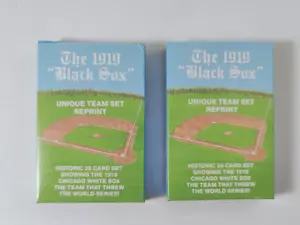 The 1919
"Black Sox"
UNIQUE TEAM SET
REPRINT
HISTORIC 26 CARD SET
SHOWING THE 1919
CHICAGO WHITE SOX
THE TEAM THAT THREW
THE WORLD SERIES!
The 1919
"Black Sox"
UNIQUE TEAM SET
REPRINT
HISTORIC 26 CARD SET
SHOWING THE 1919
CHICAGO WHITE SOX
THE TEAM THAT THREW
THE WORLD SERIES!